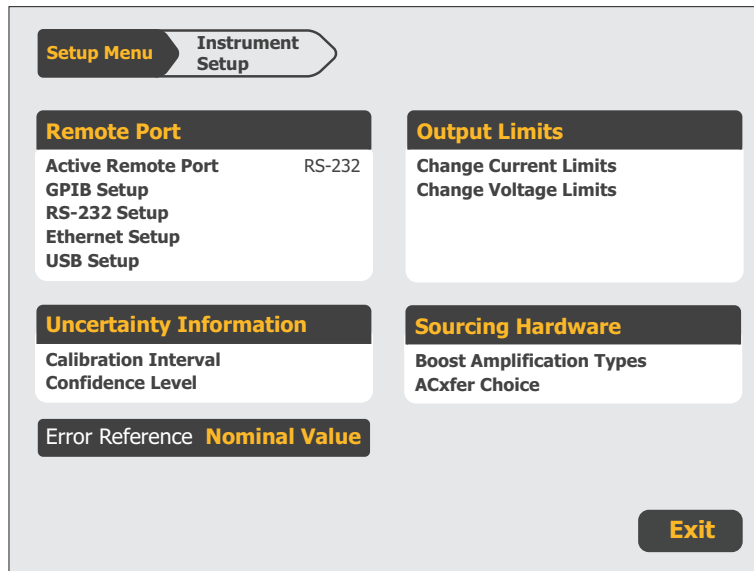 Setup Menu
Instrument
Setup
Remote Port
Active Remote Port RS-232
GPIB Setup
RS-232 Setup
Ethernet Setup
USB Setup
Output Limits
Change Current Limits
Change Voltage Limits
Uncertainty Information
Calibration Interval
Confidence Level
Sourcing Hardware
Boost Amplification Types
ACxfer Choice
Error Reference Nominal Value
Exit